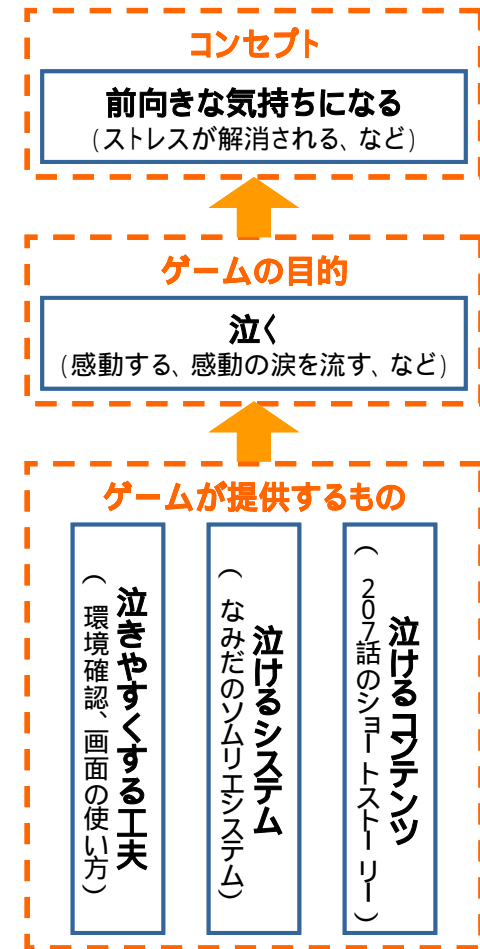 コンセプト
前向きな気持ちになる
(ストレスが解消される、など)
ゲームの目的
泣く
(感動する、感動の涙を流す、など)
ゲームが提供するもの
泣けるコンテンツ
(207話のショートストーリー)
泣けるシステム
(なみだのソムリエシステム)
泣きやすくする工夫
(環境確認、画面の使い方)